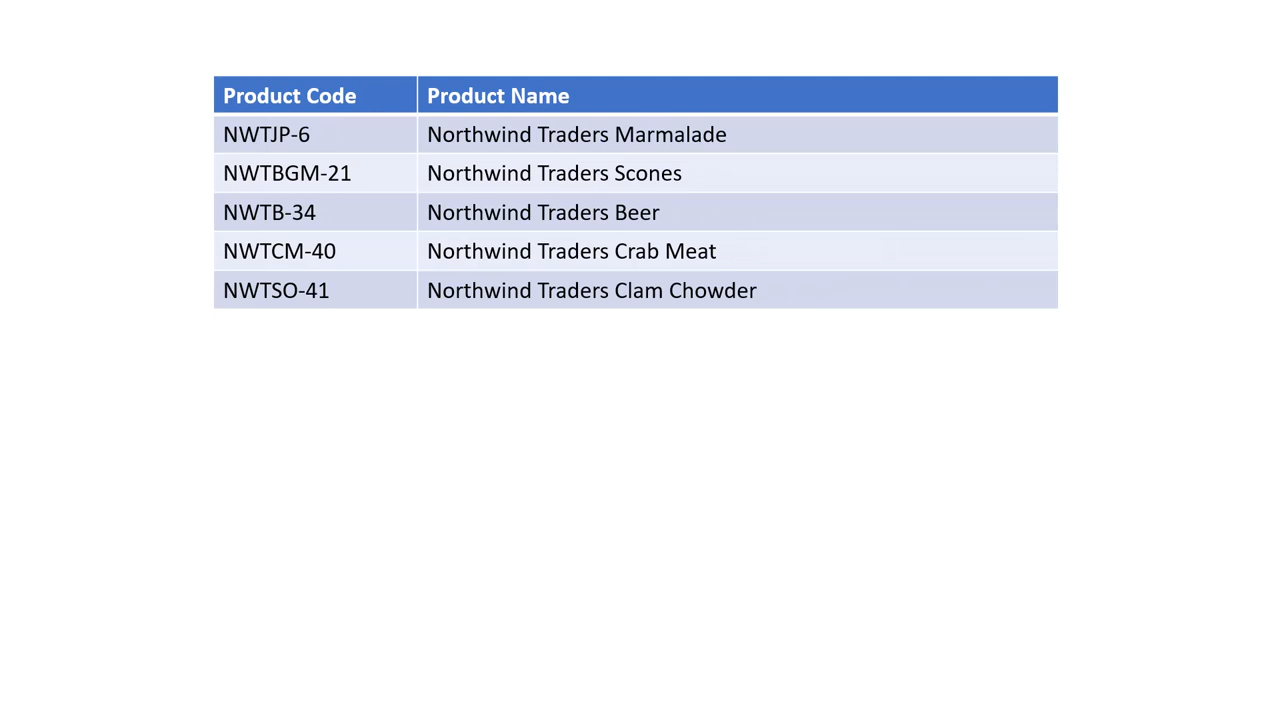 Product Code Product Name
NWTJP-6 Northwind Traders Marmalade
NWTBGM-21 Northwind Traders Scones
NWTB-34 Northwind Traders Beer
NWTCM-40 Northwind Traders Crab Meat
NWTSO-41 Northwind Traders Clam Chowder